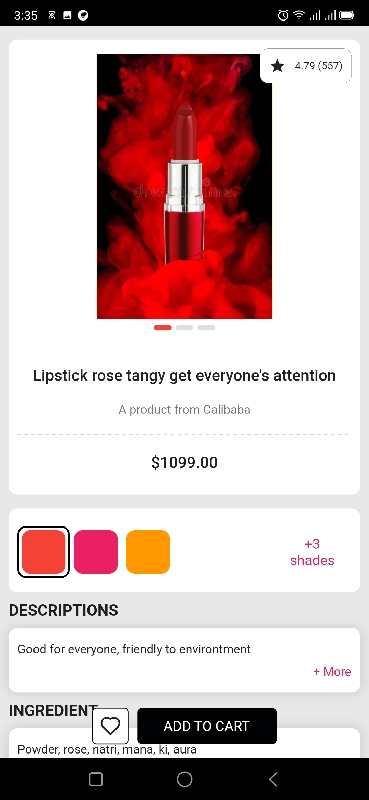 3:35
4.79 (557)
Lipstick rose tangy get everyone's attention
A product from Calibaba
$1099.00
+3
shades
DESCRIPTIONS
Good for everyone, friendly to environtment
+ More
INGREDIENT
ADD TO CART
Powder, rose, natri, mana, ki, aura